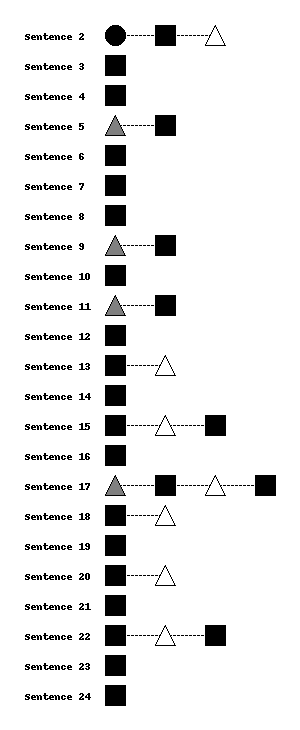 Sentence 2
Sentence 3
Sentence 4
Sentence 5
Sentence 6
Sentence 7
Sentence 8
Sentence 9
Sentence 10
Sentence 11
Sentence 12
Sentence 13
Sentence 14
Sentence 15
Sentence 16
Sentence 17
Sentence 18
Sentence 19
Sentence 20
Sentence 21
Sentence 22
Sentence 23
Sentence 24